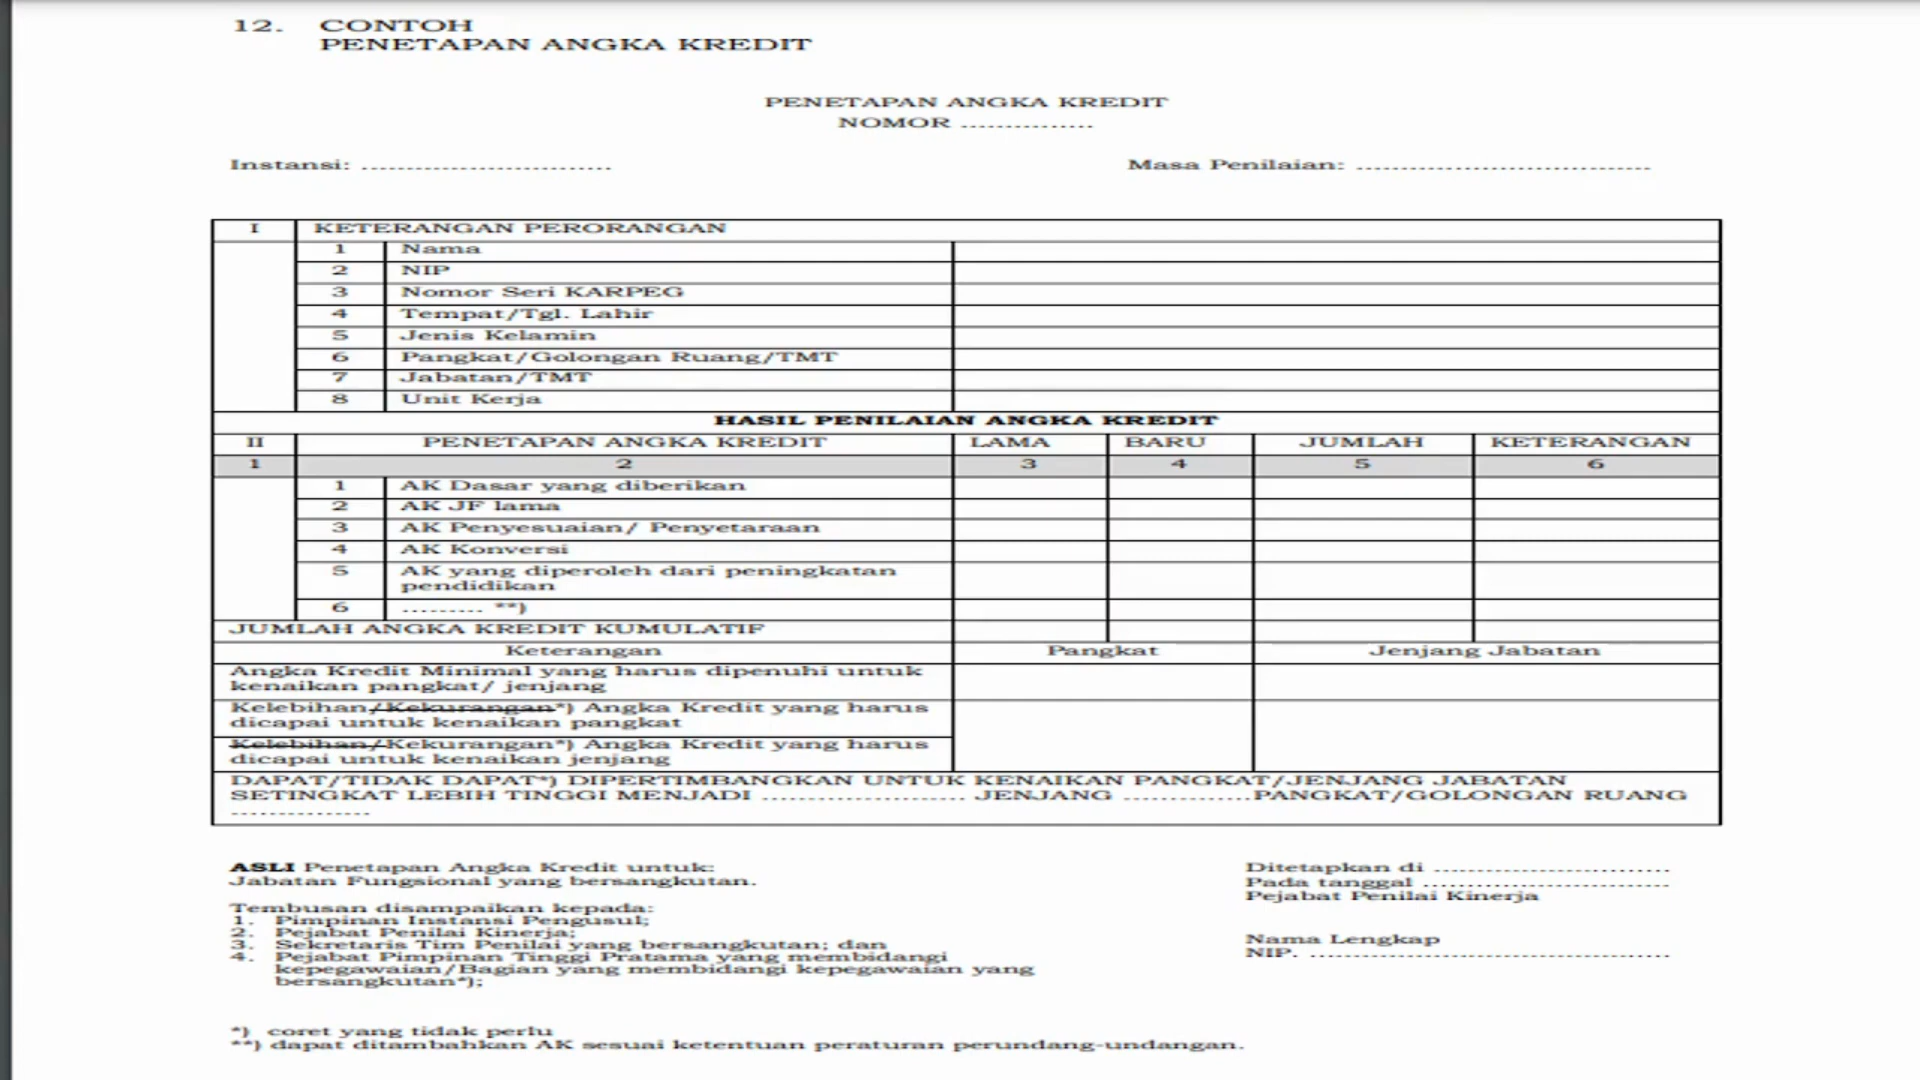 12. CONTOH
PENETAPAN ANGKA KREDIT
PENETAPAN ANGKA KREDIT
NOMOR ...............
Instansi: ............................
Masa Penilaian: .................................
I KETERANGAN PERORANGAN
1 Nama
2 NIP
3 Nomor Seri KARPEG
4 Tempat/Tgl. Lahir
5 Jenis Kelamin
6 Pangkat/Golongan Ruang/TMT
7 Jabatan/TMT
8 Unit Kerja
HASIL PENILAIAN ANGKA KREDIT
II PENETAPAN ANGKA KREDIT LAMA BARU JUMLAH KETERANGAN
1 2 3 4 5 6
1 AK Dasar yang diberikan
2 AK JF lama
3 AK Penyesuaian/ Penyetaraan
4 AK Konversi
5 AK yang diperoleh dari peningkatan
pendidikan
6 ......... **)
JUMLAH ANGKA KREDIT KUMULATIF
Keterangan Pangkat Jenjang Jabatan
Angka Kredit Minimal yang harus dipenuhi untuk
kenaikan pangkat/ jenjang
Kelebihan/Kekurangan*) Angka Kredit yang harus
dicapai untuk kenaikan pangkat
Kelebihan/Kekurangan*) Angka Kredit yang harus
dicapai untuk kenaikan jenjang
DAPAT/TIDAK DAPAT*) DIPERTIMBANGKAN UNTUK KENAIKAN PANGKAT/JENJANG JABATAN
SETINGKAT LEBIH TINGGI MENJADI ....................... JENJANG ..............PANGKAT/GOLONGAN RUANG
................
ASLI Penetapan Angka Kredit untuk:
Jabatan Fungsional yang bersangkutan.
Tembusan disampaikan kepada:
1. Pimpinan Instansi Pengusul;
2. Pejabat Penilai Kinerja;
3. Sekretaris Tim Penilai yang bersangkutan; dan
4. Pejabat Pimpinan Tinggi Pratama yang membidangi
kepegawaian/Bagian yang membidangi kepegawaian yang
bersangkutan*);
Ditetapkan di ...........................
Pada tanggal ............................
Pejabat Penilai Kinerja
Nama Lengkap
NIP. .........................................
*) coret yang tidak perlu
**) dapat ditambahkan AK sesuai ketentuan peraturan perundang-undangan.